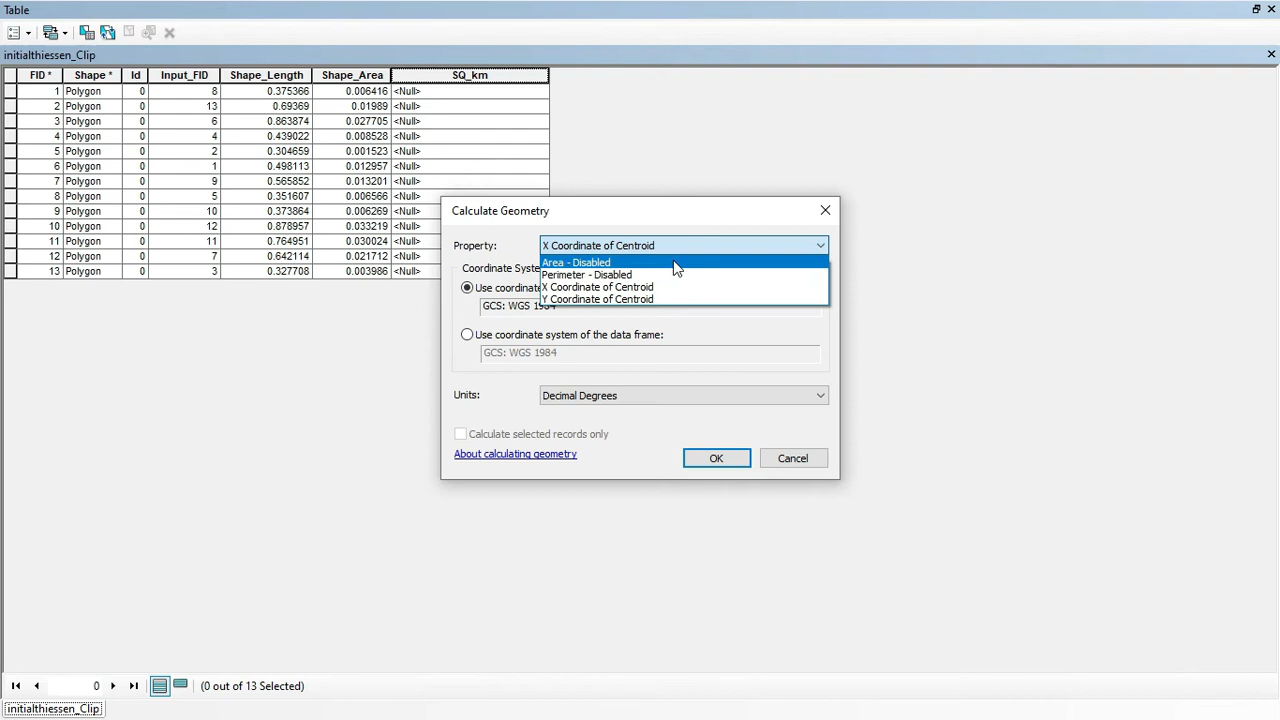 Table
initialthiessen_Clip
FID * Shape * Id Input_FID Shape_Length Shape_Area SQ_km
1 Polygon 0 8 0.375366 0.006416 <Null>
2 Polygon 0 13 0.69369 0.01989 <Null>
3 Polygon 0 6 0.863874 0.027705 <Null>
4 Polygon 0 4 0.439022 0.008528 <Null>
5 Polygon 0 2 0.304659 0.001523 <Null>
6 Polygon 0 1 0.498113 0.012957 <Null>
7 Polygon 0 9 0.565852 0.013201 <Null>
8 Polygon 0 5 0.351607 0.006566 <Null>
9 Polygon 0 10 0.373864 0.006269 <Null>
10 Polygon 0 12 0.878957 0.033219 <Null>
11 Polygon 0 11 0.764951 0.030024 <Null>
12 Polygon 0 7 0.642114 0.021712 <Null>
13 Polygon 0 3 0.327708 0.003986 <Null>
Calculate Geometry
Property: X Coordinate of Centroid
Area - Disabled
Perimeter - Disabled
X Coordinate of Centroid
Y Coordinate of Centroid
Coordinate Syste
Use coordinat
GCS: WGS 1984
Use coordinate system of the data frame:
GCS: WGS 1984
Units: Decimal Degrees
Calculate selected records only
About calculating geometry
OK Cancel
0 (0 out of 13 Selected)
initialthiessen_Clip